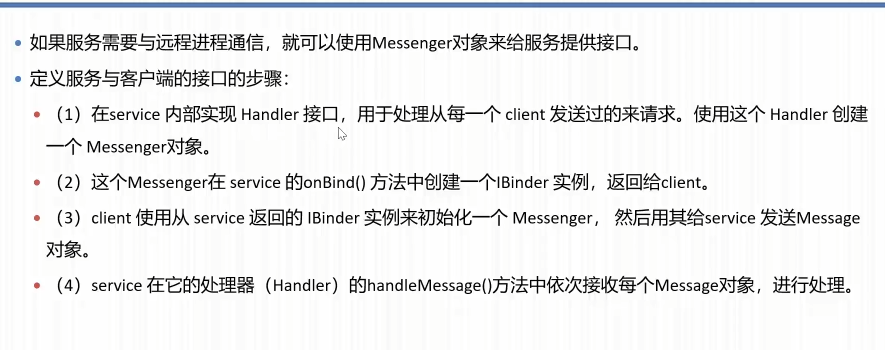 如果服务需要与远程进程通信，就可以使用Messenger对象来给服务提供接口。
定义服务与客户端的接口的步骤：
（1）在service 内部实现 Handler 接口，用于处理从每一个 client 发送过的来请求。使用这个 Handler 创建
一个 Messenger对象。
（2）这个Messenger在 service 的onBind() 方法中创建一个IBinder 实例，返回给client。
（3）client 使用从 service 返回的 IBinder 实例来初始化一个 Messenger， 然后用其给service 发送Message
对象。
（4）service 在它的处理器（Handler）的handleMessage()方法中依次接收每个Message对象，进行处理。